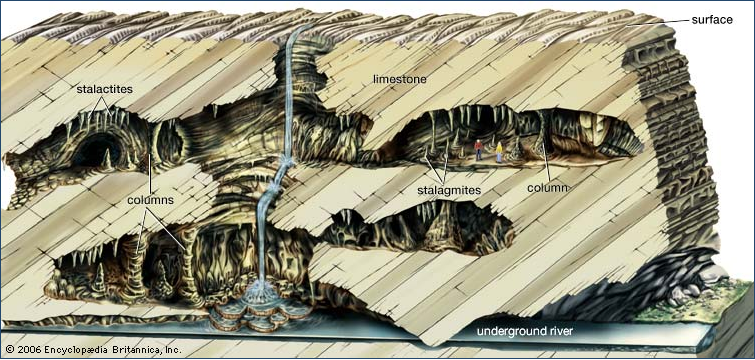 surface
limestone
stalactites
stalagmites
column
columns
underground river
© 2006 Encyclopædia Britannica, Inc.